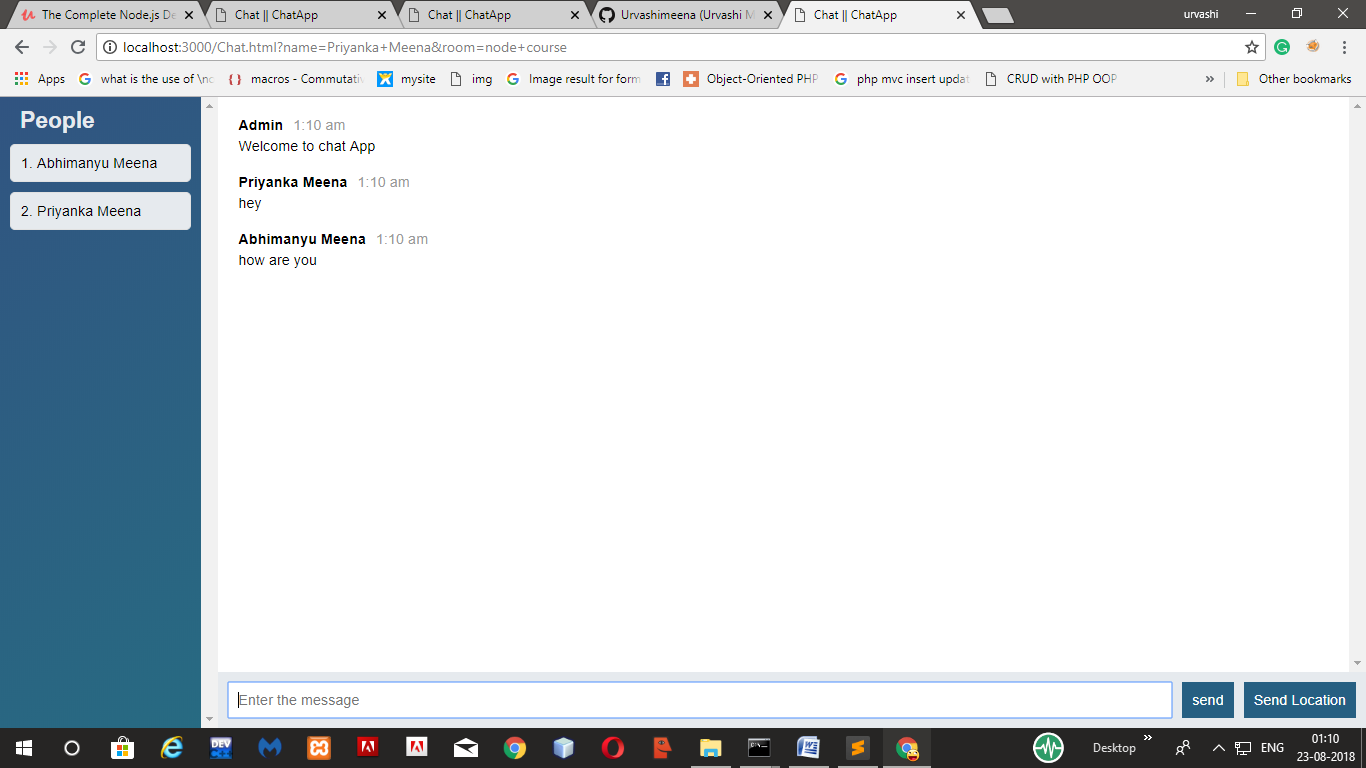 The Complete Node.js De
Chat || ChatApp
Chat || ChatApp
Urvashimeena (Urvashi M
Chat || ChatApp
urvashi
localhost:3000/Chat.html?name=Priyanka+Meena&room=node+course
Apps
what is the use of \nc
macros - Commutativ
mysite
img
Image result for form
Object-Oriented PHP
php mvc insert updat
CRUD with PHP OOP
»
Other bookmarks
People
1. Abhimanyu Meena
2. Priyanka Meena
Admin 1:10 am
Welcome to chat App
Priyanka Meena 1:10 am
hey
Abhimanyu Meena 1:10 am
how are you
Enter the message
send
Send Location
DEV
Desktop »
ENG
01:10
23-08-2018